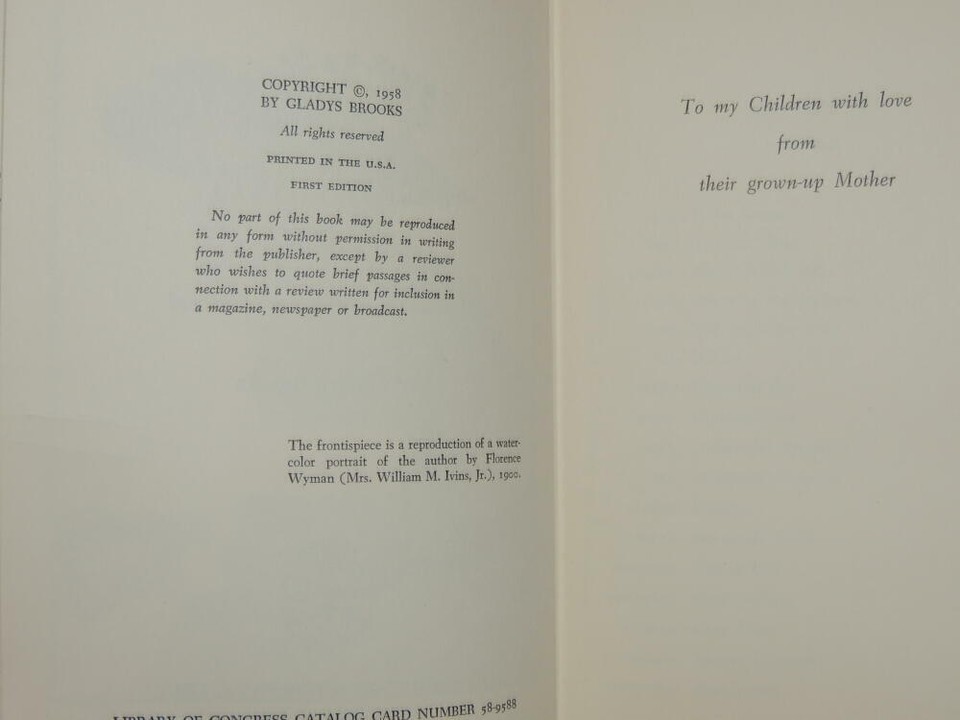 COPYRIGHT ©, 1958
BY GLADYS BROOKS
All rights reserved
PRINTED IN THE U.S.A.
FIRST EDITION
No part of this book may be reproduced
in any form without permission in writing
from the publisher, except by a reviewer
who wishes to quote brief passages in con-
nection with a review written for inclusion in
a magazine, newspaper or broadcast.
The frontispiece is a reproduction of a water-
color portrait of the author by Florence
Wyman (Mrs. William M. Ivins, Jr.), 1900.
LIBRARY OF CONGRESS CATALOG CARD NUMBER 58-9588
To my Children with love
from
their grown-up Mother